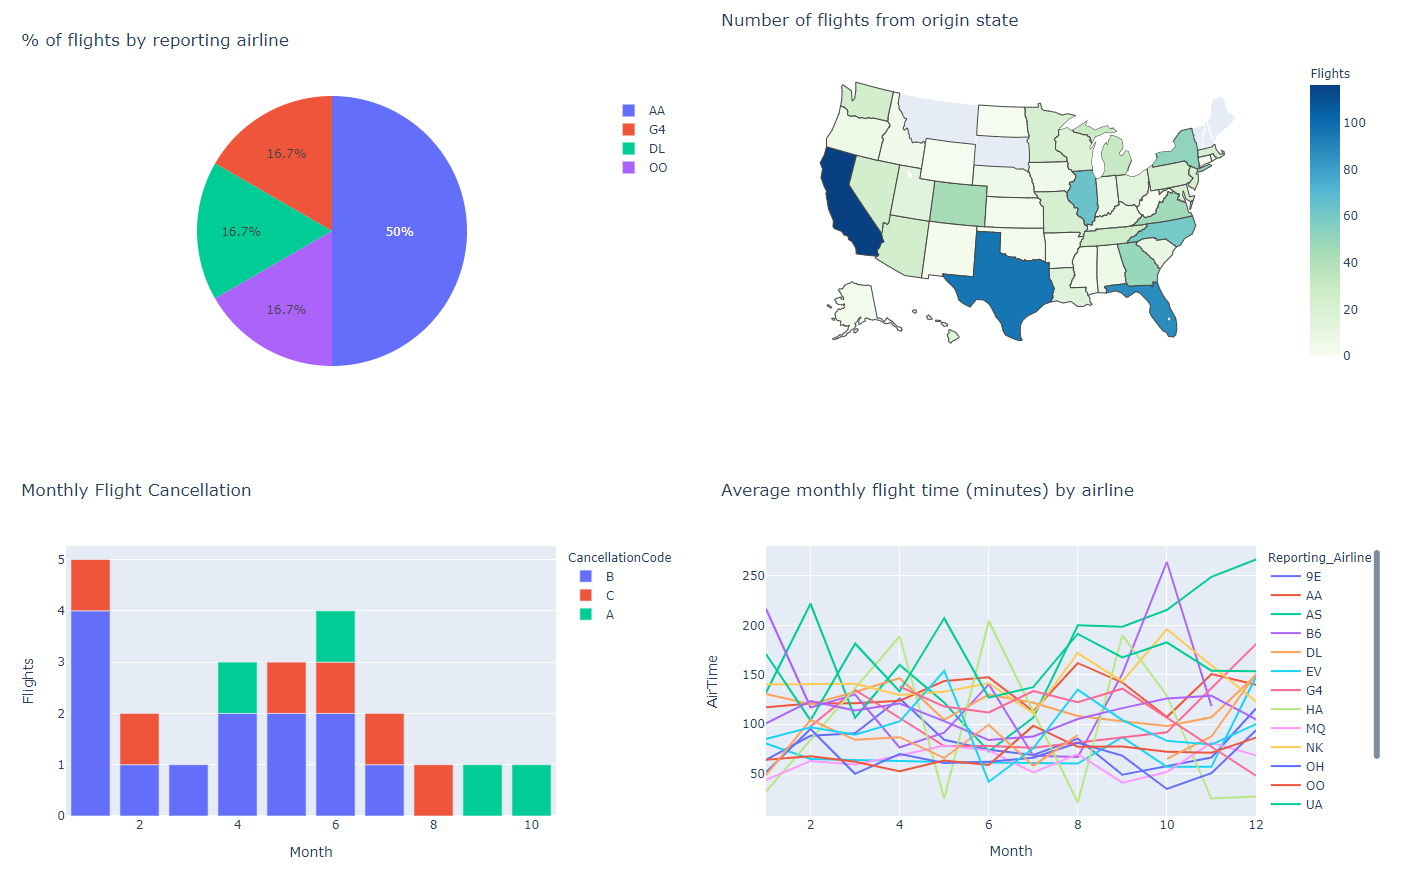 % of flights by reporting airline
AA
G4
DL
OO
16.7%
16.7%
50%
16.7%
Number of flights from origin state
Flights
100
80
60
40
20
0
Monthly Flight Cancellation
CancellationCode
B
C
A
Flights
5
4
3
2
1
0
2
4
6
8
10
Month
Average monthly flight time (minutes) by airline
Reporting_Airline
9E
AA
AS
B6
DL
EV
G4
HA
MQ
NK
OH
OO
UA
AirTime
250
200
150
100
50
2
4
6
8
10
12
Month